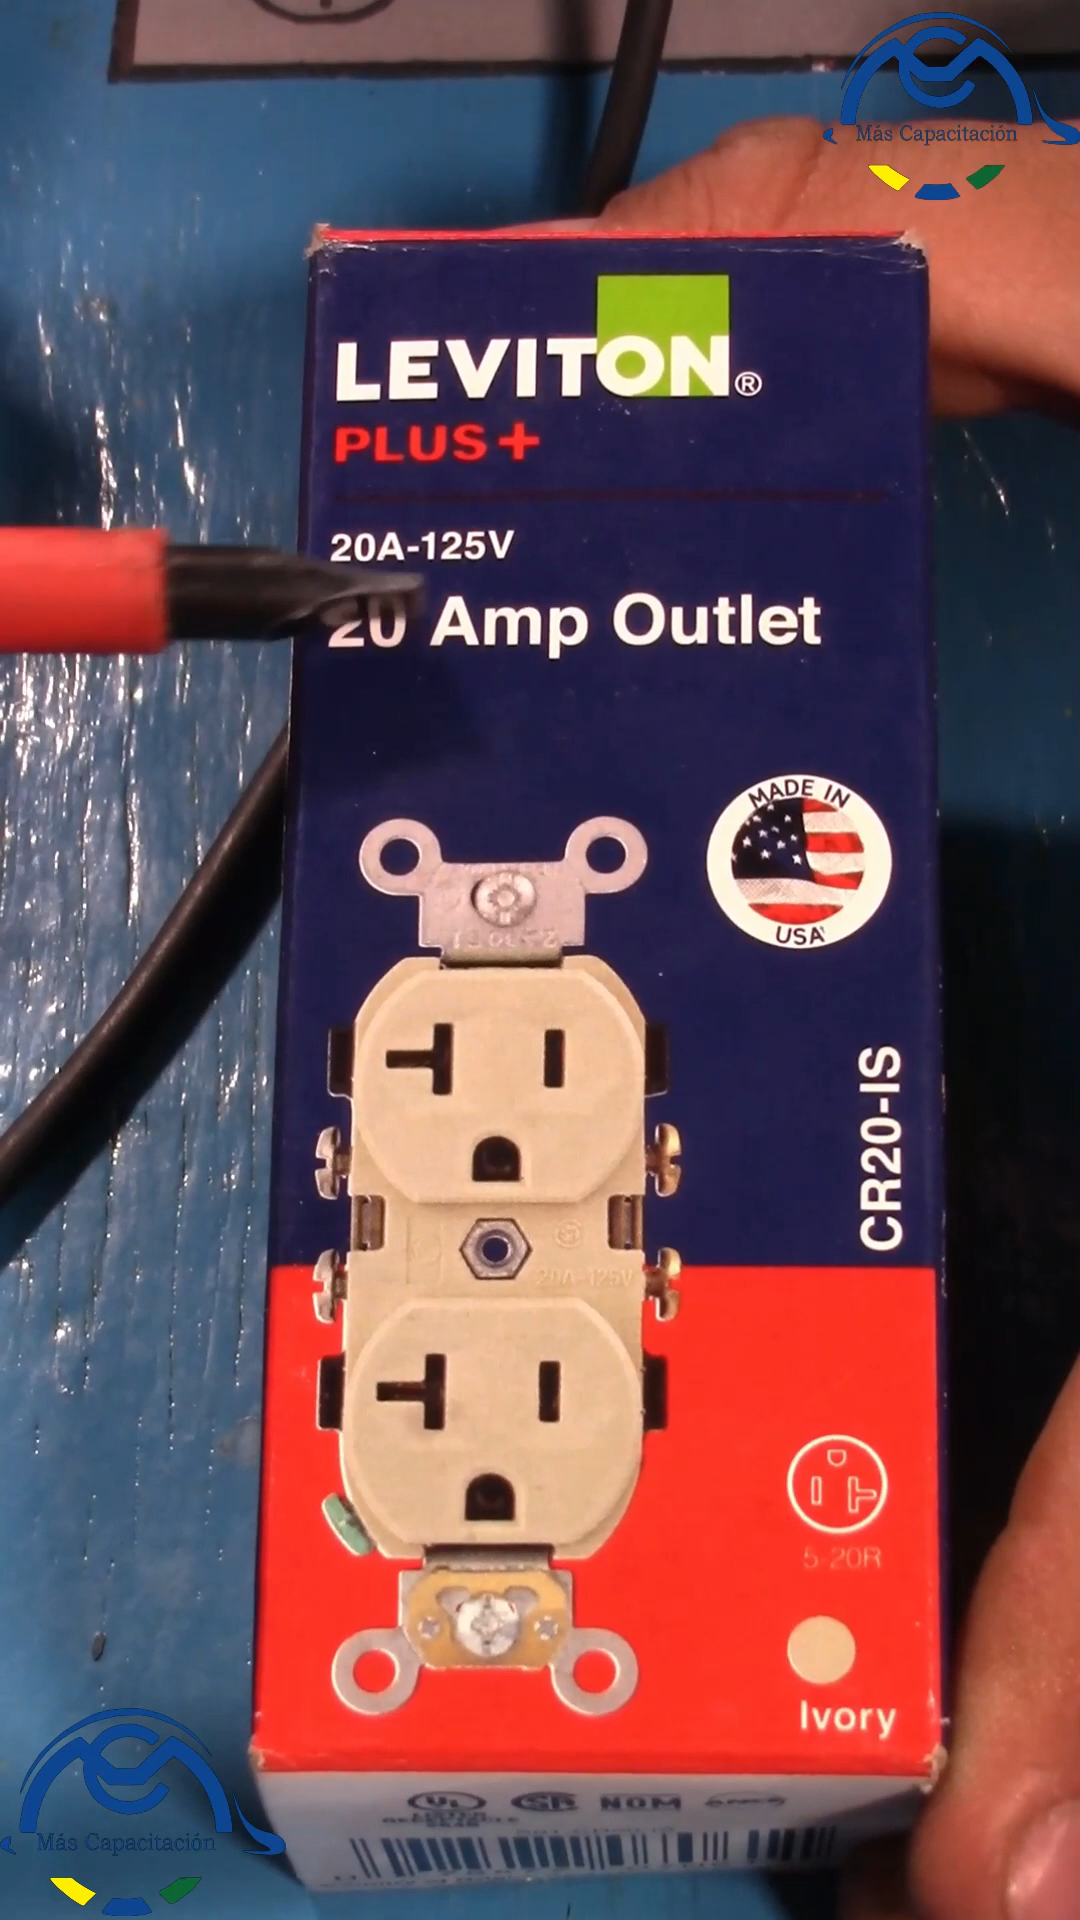 Más Capacitación
LEVITON®
PLUS+
20A-125V
20 Amp Outlet
MADE IN
USA
20A-125V
CR20-IS
5-20R
Ivory
UL
NOM
Más Capacitación